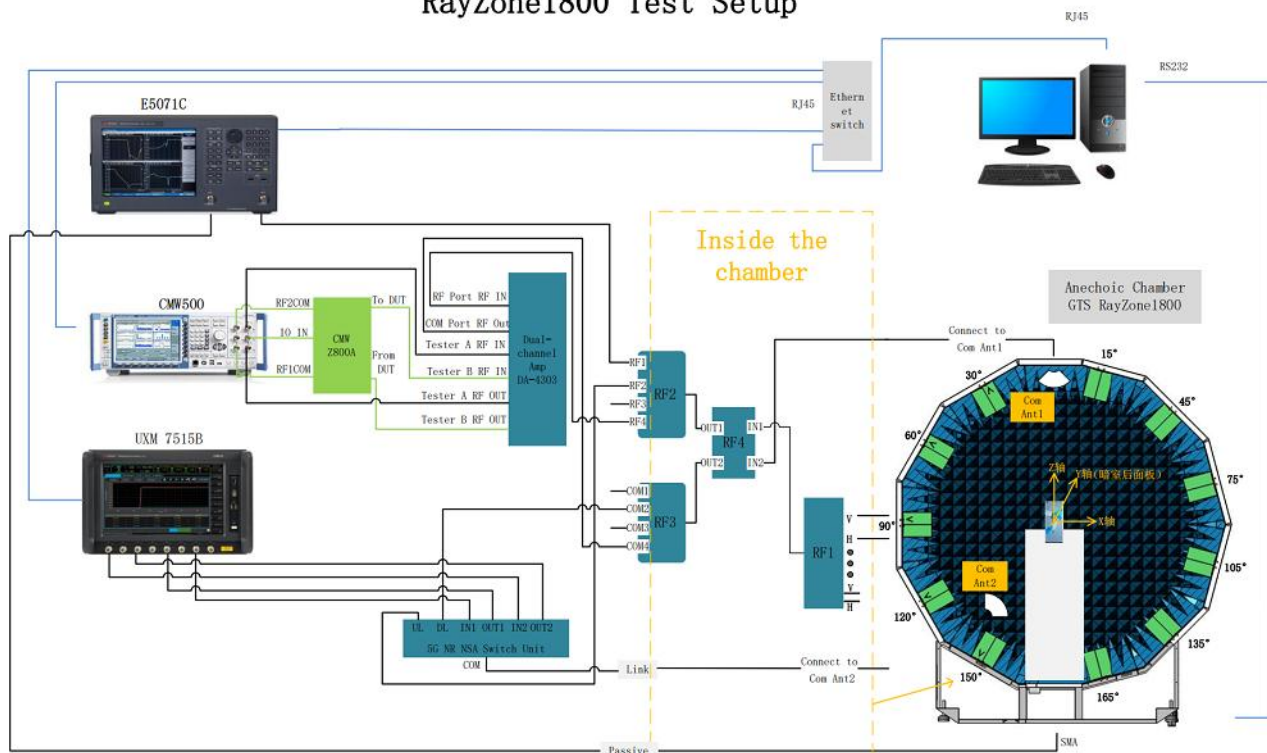 RayZone1800 Test Setup
RJ45
RS232
E5071C
RJ45
Ethern
et
switch
Inside the
chamber
Anechoic Chamber
GTS RayZone1800
CMW500
RF2COM
IO IN
RF1COM
CMW
Z800A
To DUT
From
DUT
RF Port RF IN
COM Port RF Out
Tester A RF IN
Tester B RF IN
Tester A RF OUT
Tester B RF OUT
Dual-
channel
Amp
DA-4303
RF1
RF2
RF3
RF4
RF2
COM1
COM2
COM3
COM4
RF3
OUT1
OUT2
RF4
IN1
IN2
Connect to
Com Ant1
RF1
V
H
V
H
15°
30°
45°
60°
75°
90°
105°
120°
135°
150°
165°
Com
Ant1
Com
Ant2
Z轴
Y轴(暗室后面板)
X轴
UXM 7515B
UL DL IN1 OUT1 IN2 OUT2
5G NR NSA Switch Unit
COM
Link
Connect to
Com Ant2
SMA
Passive